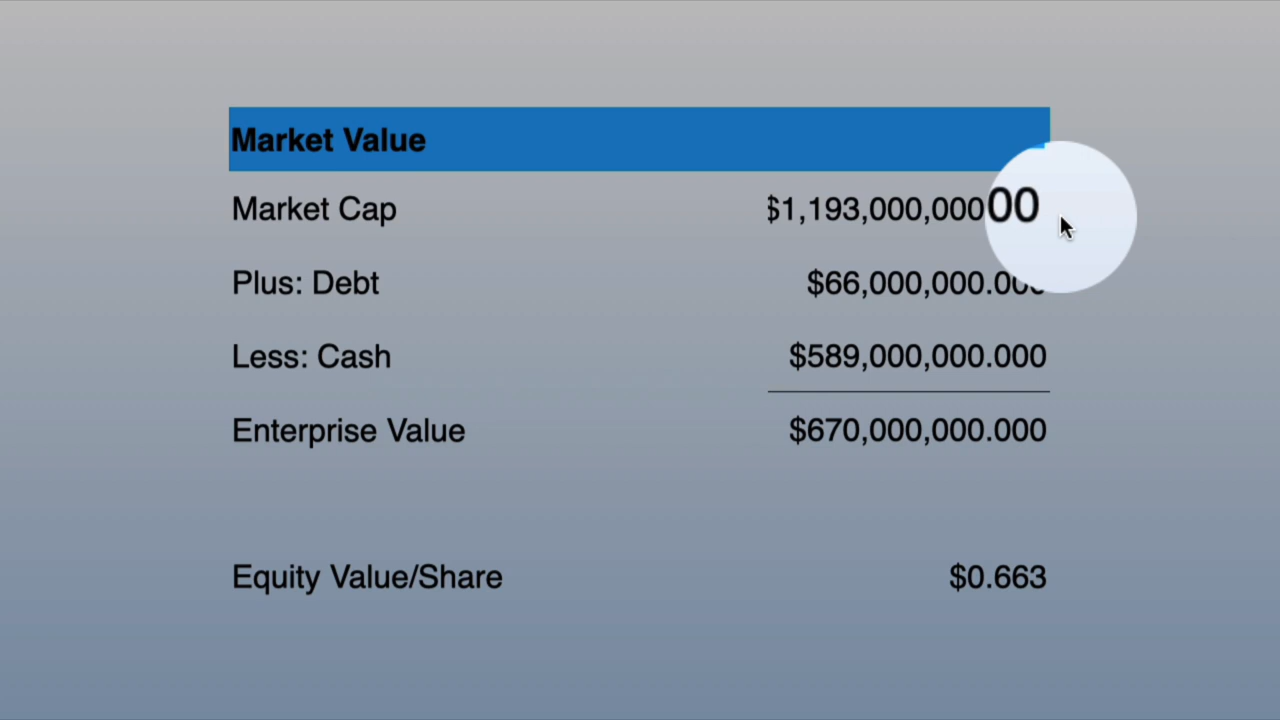 Market Value
Market Cap $1,193,000,00000
Plus: Debt $66,000,000.000
Less: Cash $589,000,000.000
Enterprise Value $670,000,000.000
Equity Value/Share $0.663